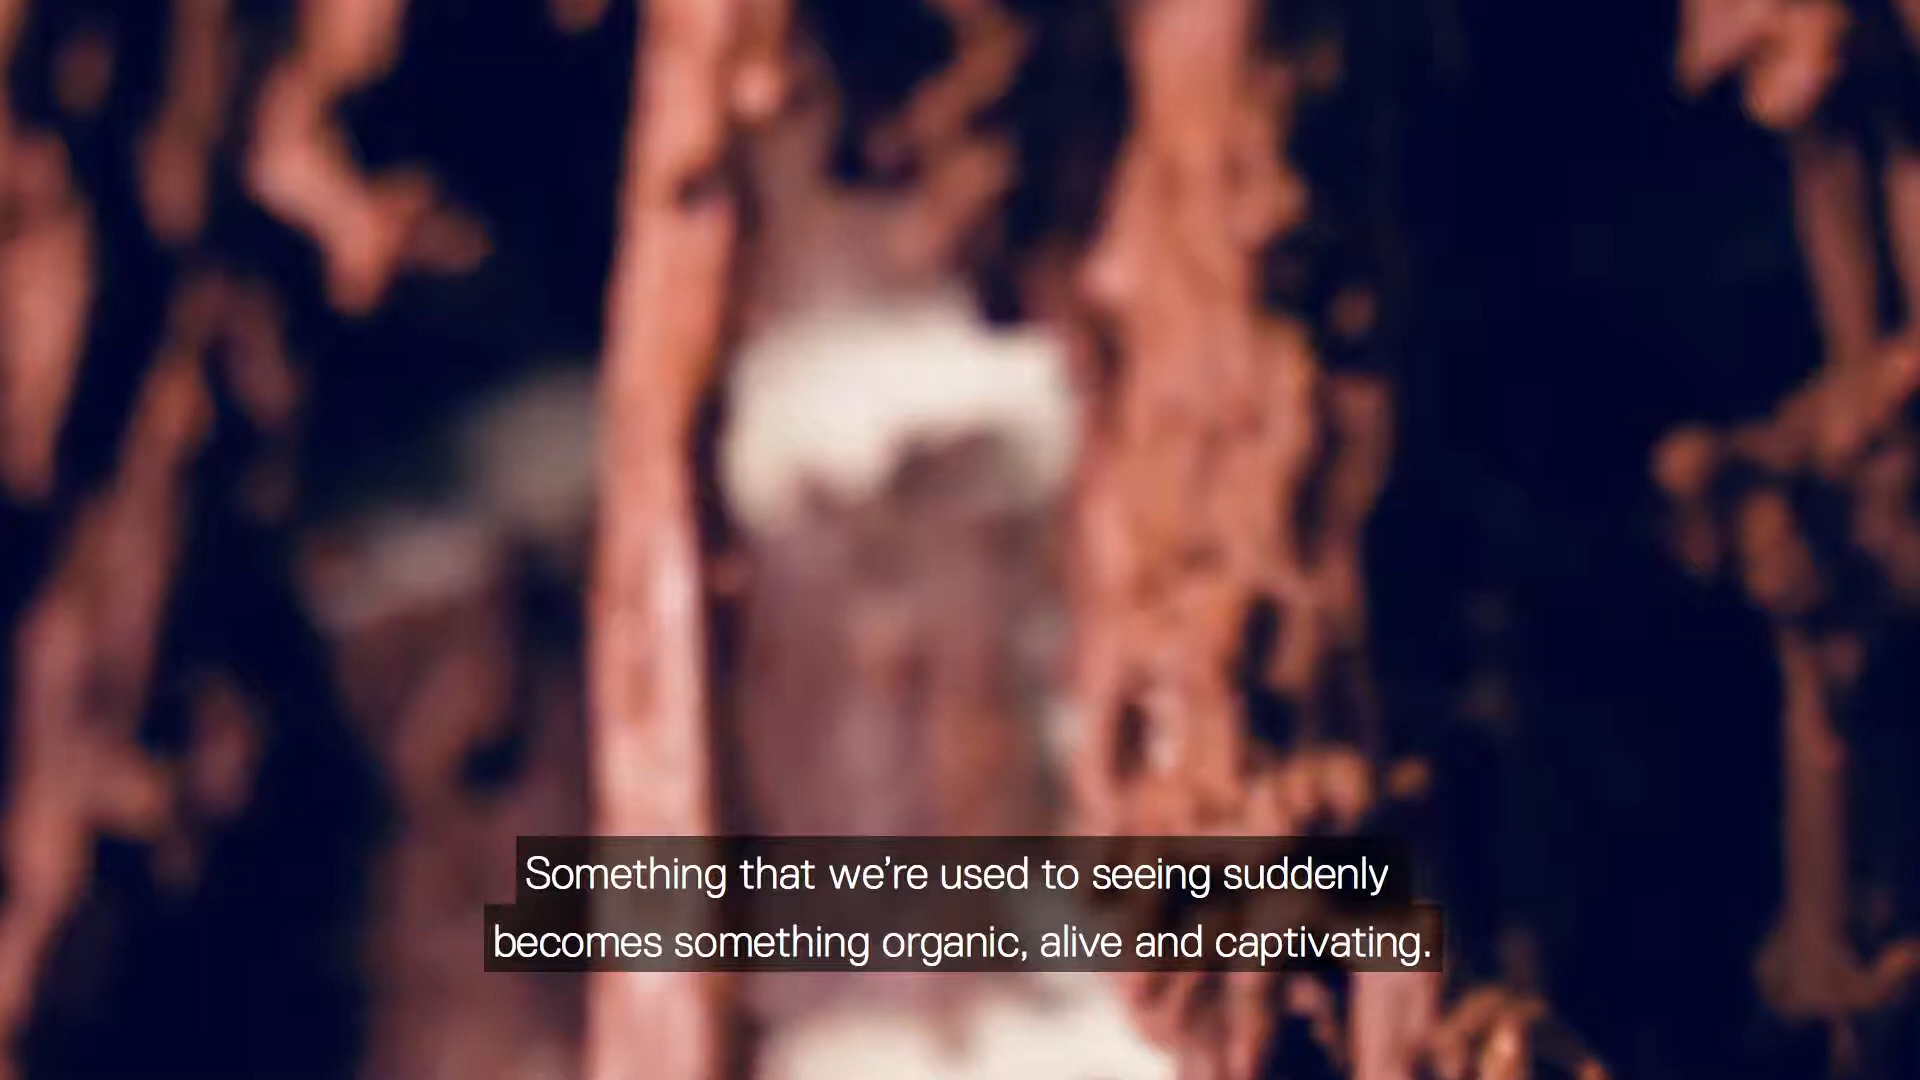 Something that we’re used to seeing suddenly
becomes something organic, alive and captivating.